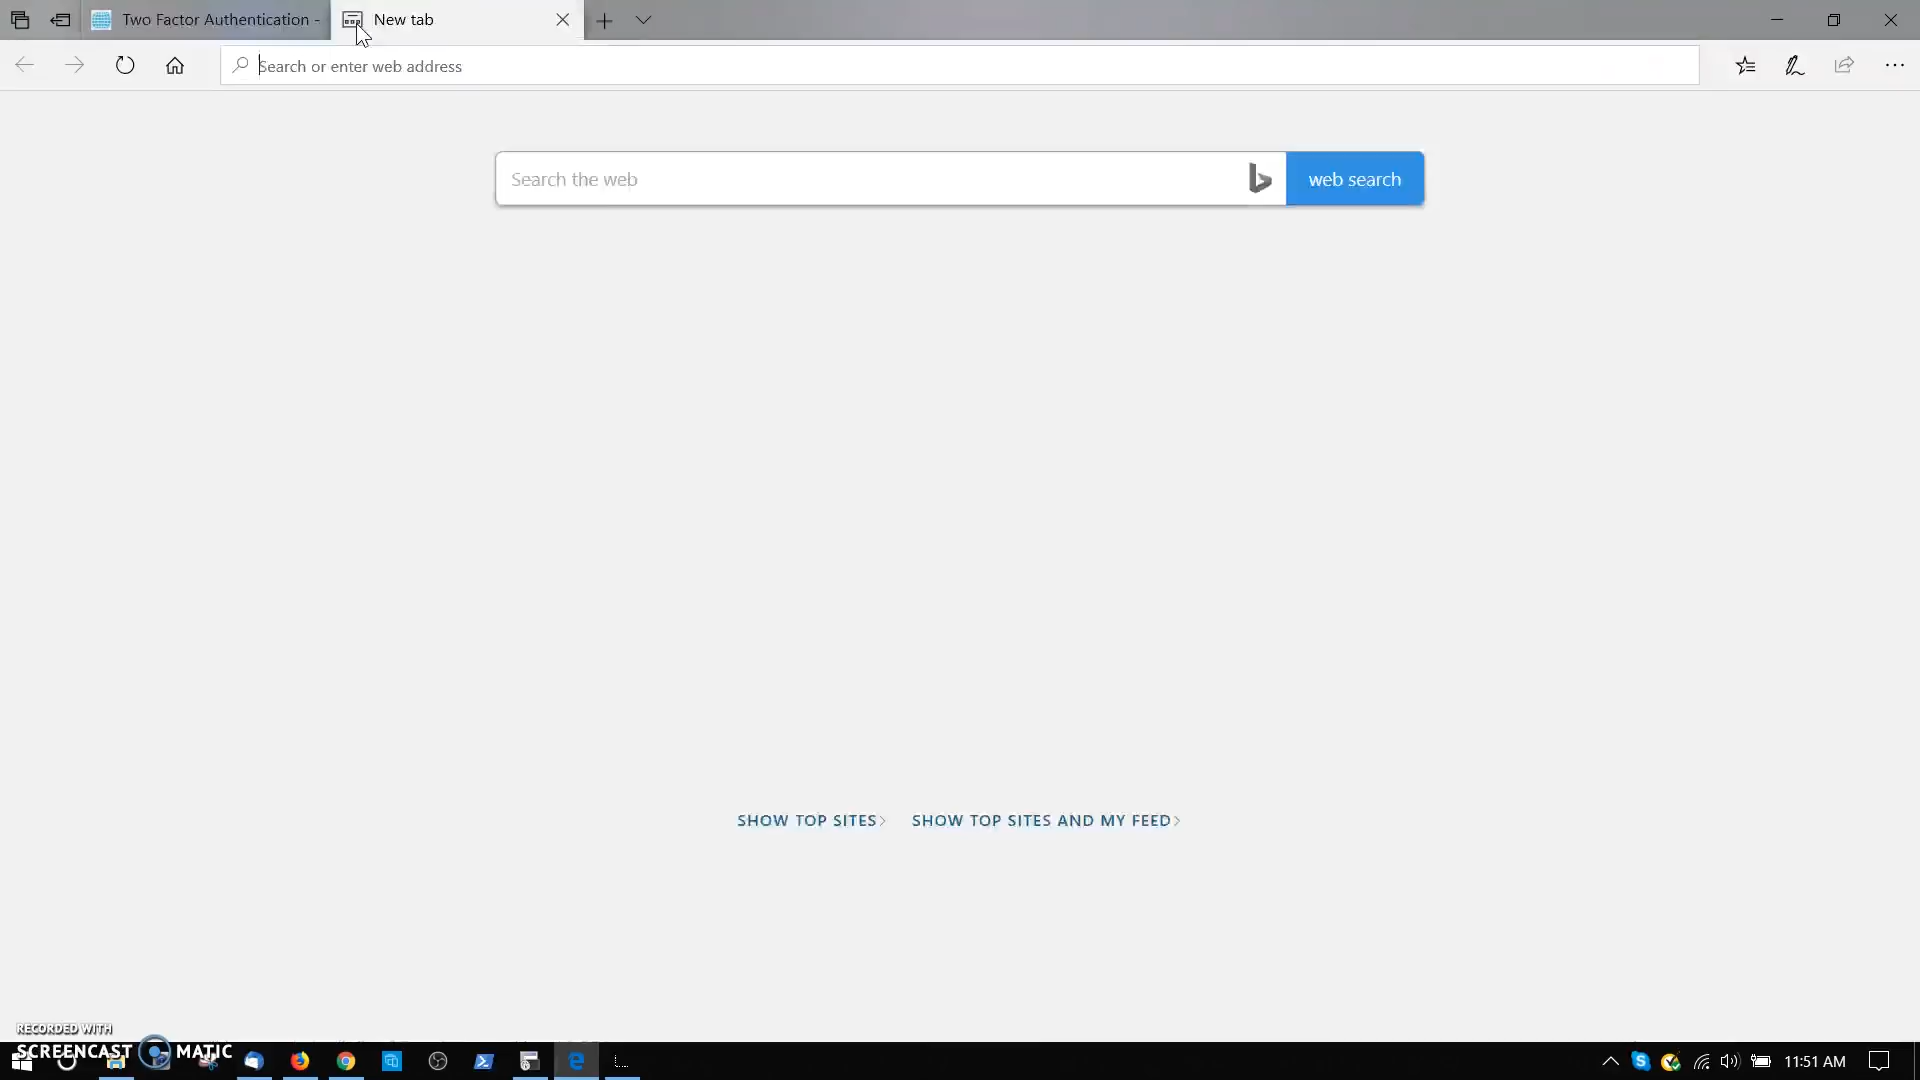 Two Factor Authentication -
New tab
Search or enter web address
Search the web
web search
SHOW TOP SITES
SHOW TOP SITES AND MY FEED
RECORDED WITH
SCREENCAST MATIC
11:51 AM